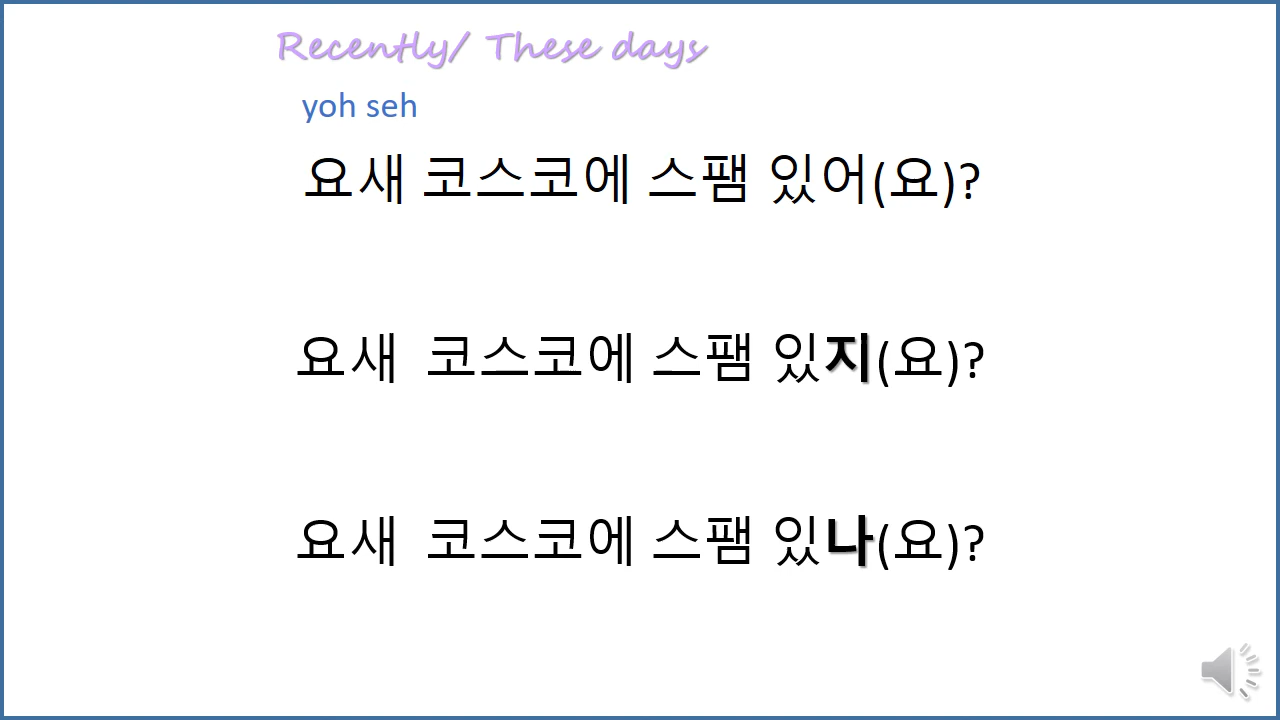 Recently/ These days
yoh seh
요새 코스코에 스팸 있어(요)?
요새 코스코에 스팸 있지(요)?
요새 코스코에 스팸 있나(요)?